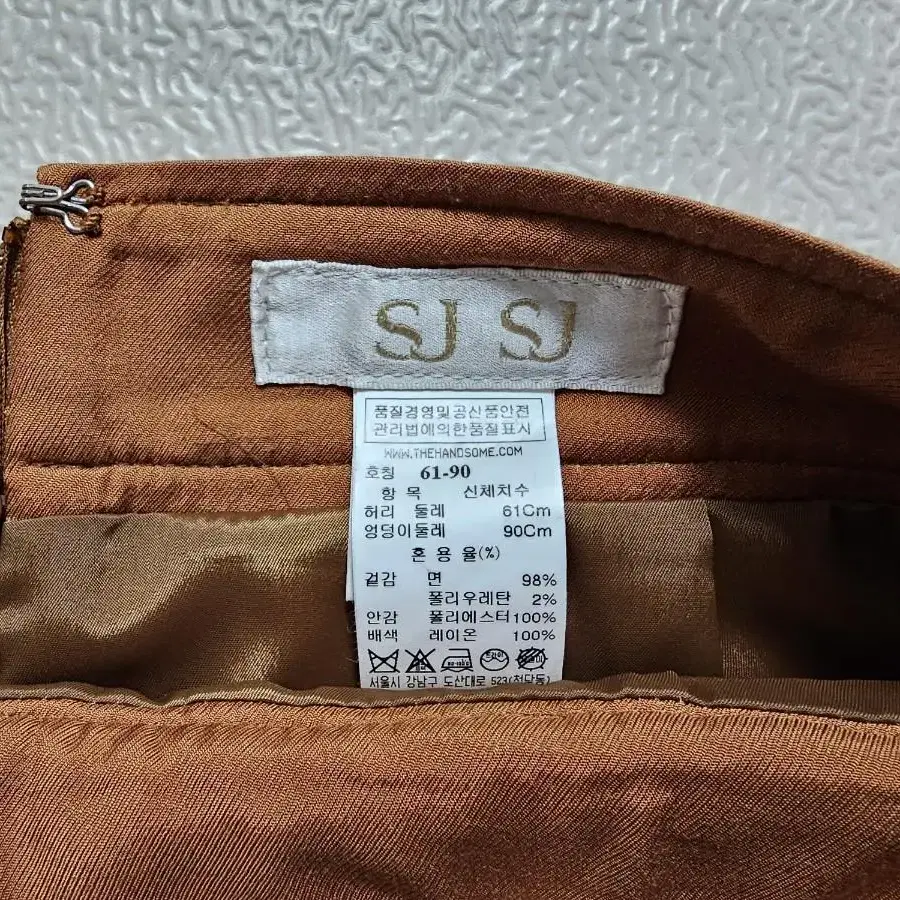 SJ SJ
품질경영및공산품안전
관리법에의한품질표시
WWW.THEHANDSOME.COM
호칭 61-90
항 목 신체치수
허리 둘레 61Cm
엉덩이둘레 90Cm
혼 용 율(%)
겉감 면 98%
폴리우레탄 2%
안감 폴리에스터100%
배색 레이온 100%
드라이
서울시 강남구 도산대로 523(청담동)